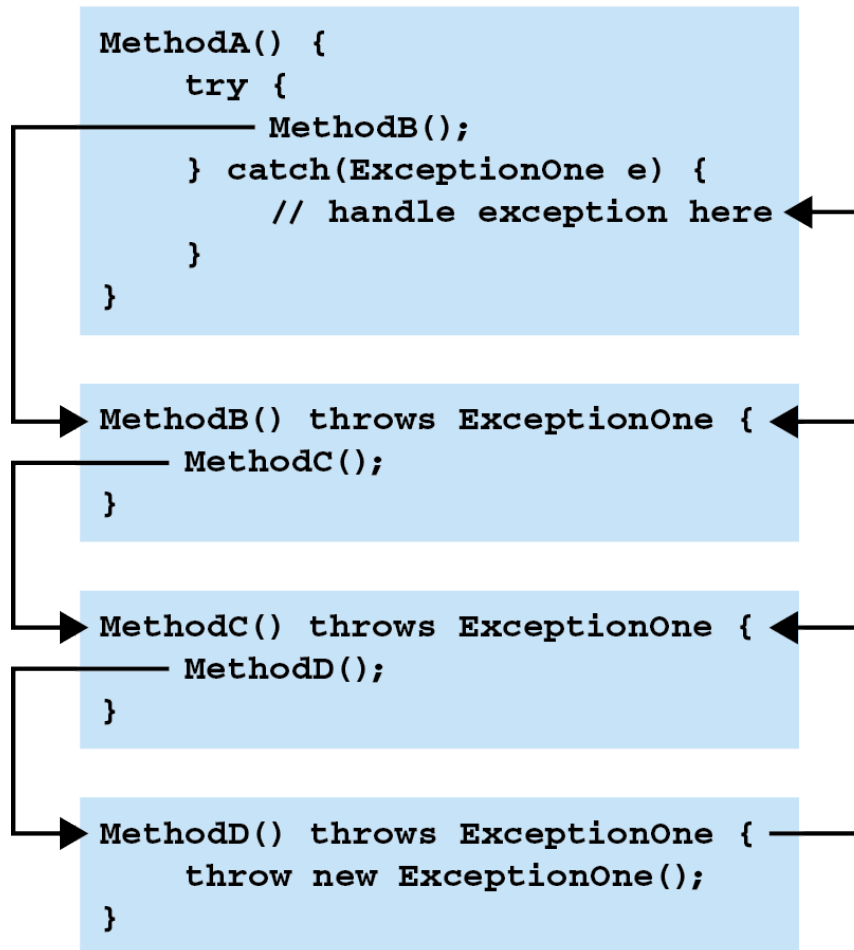 MethodA() {
try {
MethodB();
} catch(ExceptionOne e) {
// handle exception here
}
}
MethodB() throws ExceptionOne {
MethodC();
}
MethodC() throws ExceptionOne {
MethodD();
}
MethodD() throws ExceptionOne {
throw new ExceptionOne();
}